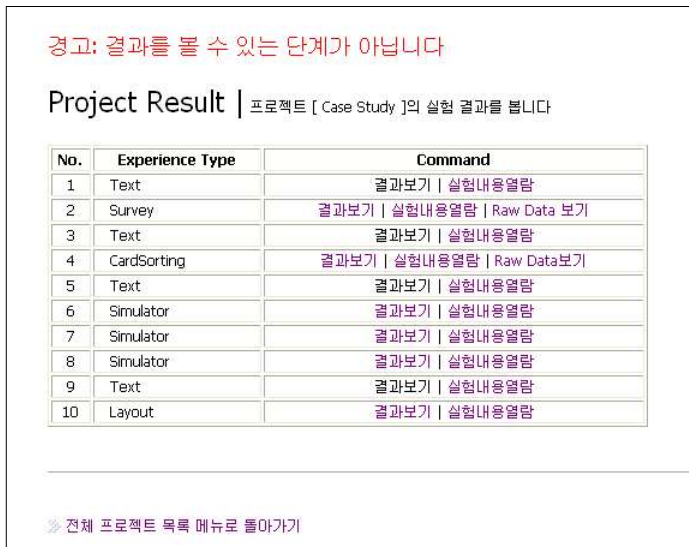 경고: 결과를 볼 수 있는 단계가 아닙니다
Project Result | 프로젝트 [ Case Study ]의 실험 결과를 봅니다
No. Experience Type Command
1 Text 결과보기 | 실험내용열람
2 Survey 결과보기 | 실험내용열람 | Raw Data 보기
3 Text 결과보기 | 실험내용열람
4 CardSorting 결과보기 | 실험내용열람 | Raw Data보기
5 Text 결과보기 | 실험내용열람
6 Simulator 결과보기 | 실험내용열람
7 Simulator 결과보기 | 실험내용열람
8 Simulator 결과보기 | 실험내용열람
9 Text 결과보기 | 실험내용열람
10 Layout 결과보기 | 실험내용열람
전체 프로젝트 목록 메뉴로 돌아가기